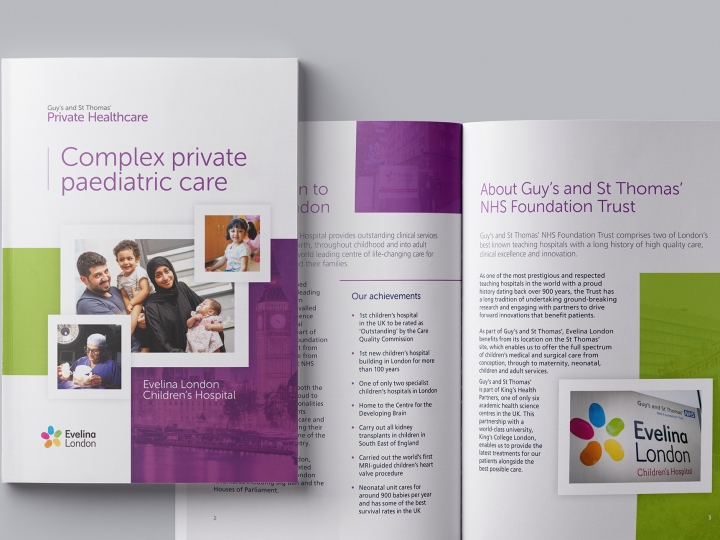 Guy's and St Thomas'
Private Healthcare
Complex private
paediatric care
Evelina London
Children's Hospital
Evelina
London
n to
don
Hospital provides outstanding clinical services
rth, throughout childhood and into adult
world leading centre of life-changing care for
d their families.
the
Houses of Parliament.
2
Our achievements
• 1st children's hospital
in the UK to be rated as
'Outstanding' by the Care
Quality Commission
• 1st new children's hospital
building in London for more
than 100 years
• One of only two specialist
children's hospitals in London
• Home to the Centre for the
Developing Brain
• Carry out all kidney
transplants in children in
South East of England
• Carried out the world's first
MRI-guided children's heart
valve procedure
• Neonatal unit cares for
around 900 babies per year
and has some of the best
survival rates in the UK
About Guy's and St Thomas'
NHS Foundation Trust
Guy's and St Thomas' NHS Foundation Trust comprises two of London's
best known teaching hospitals with a long history of high quality care,
clinical excellence and innovation.
As one of the most prestigious and respected
teaching hospitals in the world with a proud
history dating back over 900 years, the Trust has
a long tradition of undertaking ground-breaking
research and engaging with partners to drive
forward innovations that benefit patients.
As part of Guy's and St Thomas', Evelina London
benefits from its location on the St Thomas'
site, which enables us to offer the full spectrum
of children's medical and surgical care from
conception, through to maternity, neonatal,
children and adult services.
Guy's and St Thomas'
is part of King's Health
Partners, one of only six
academic health science
centres in the UK. This
partnership with a
world-class university,
King's College London,
enables us to provide the
latest treatments for our
patients alongside the
best possible care.
Guy's and St Thomas' NHS
Evelina
London
Children's Hospital
3